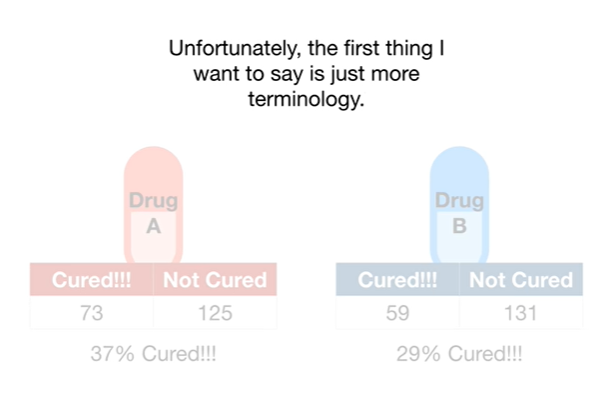 Unfortunately, the first thing I
want to say is just more
terminology.
Drug
A
Cured!!! Not Cured
73 125
37% Cured!!!
Drug
B
Cured!!! Not Cured
59 131
29% Cured!!!